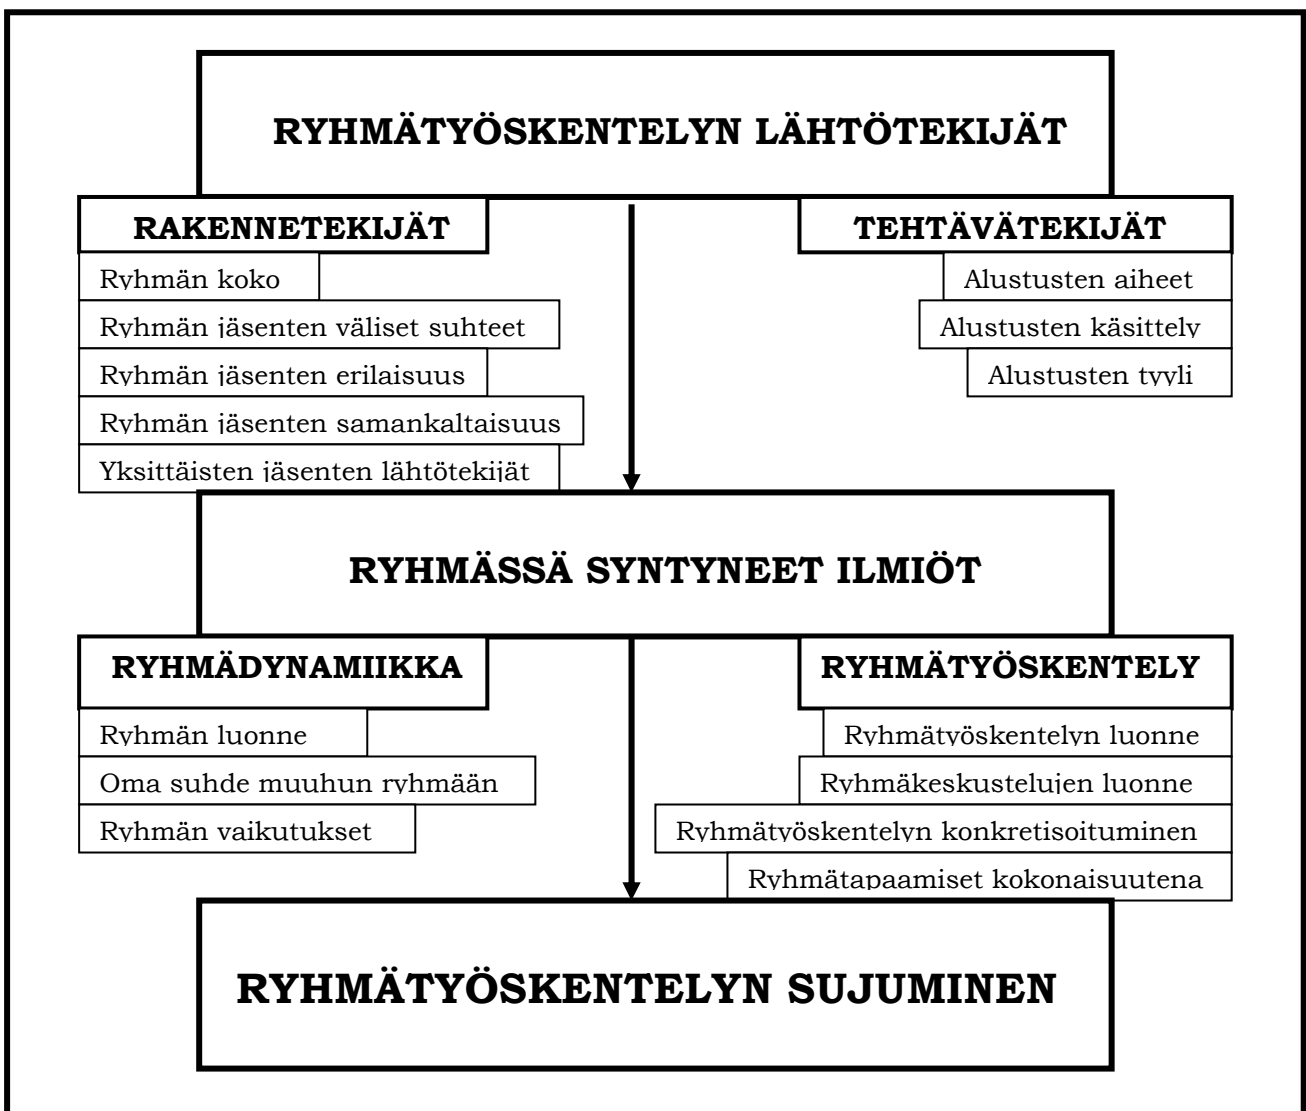 RYHMÄTYÖSKENTELYN LÄHTÖTEKIJÄT
RAKENNETEKIJÄT
Ryhmän koko
Ryhmän jäsenten väliset suhteet
Ryhmän jäsenten erilaisuus
Ryhmän jäsenten samankaltaisuus
Yksittäisten jäsenten lähtötekijät
TEHTÄVÄTEKIJÄT
Alustusten aiheet
Alustusten käsittely
Alustusten tyyli
RYHMÄSSÄ SYNTYNEET ILMIÖT
RYHMÄDYNAMIIKKA
Ryhmän luonne
Oma suhde muuhun ryhmään
Ryhmän vaikutukset
RYHMÄTYÖSKENTELY
Ryhmätyöskentelyn luonne
Ryhmäkeskustelujen luonne
Ryhmätyöskentelyn konkretisoituminen
Ryhmätapaamiset kokonaisuutena
RYHMÄTYÖSKENTELYN SUJUMINEN